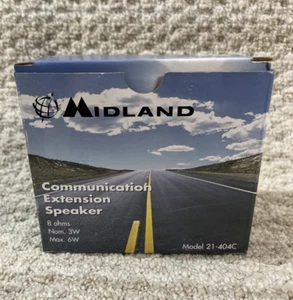 MIDLAND
Communication
Extension
Speaker
8 ohms
Nom. 3W
Max. 6W
Model 21-404C